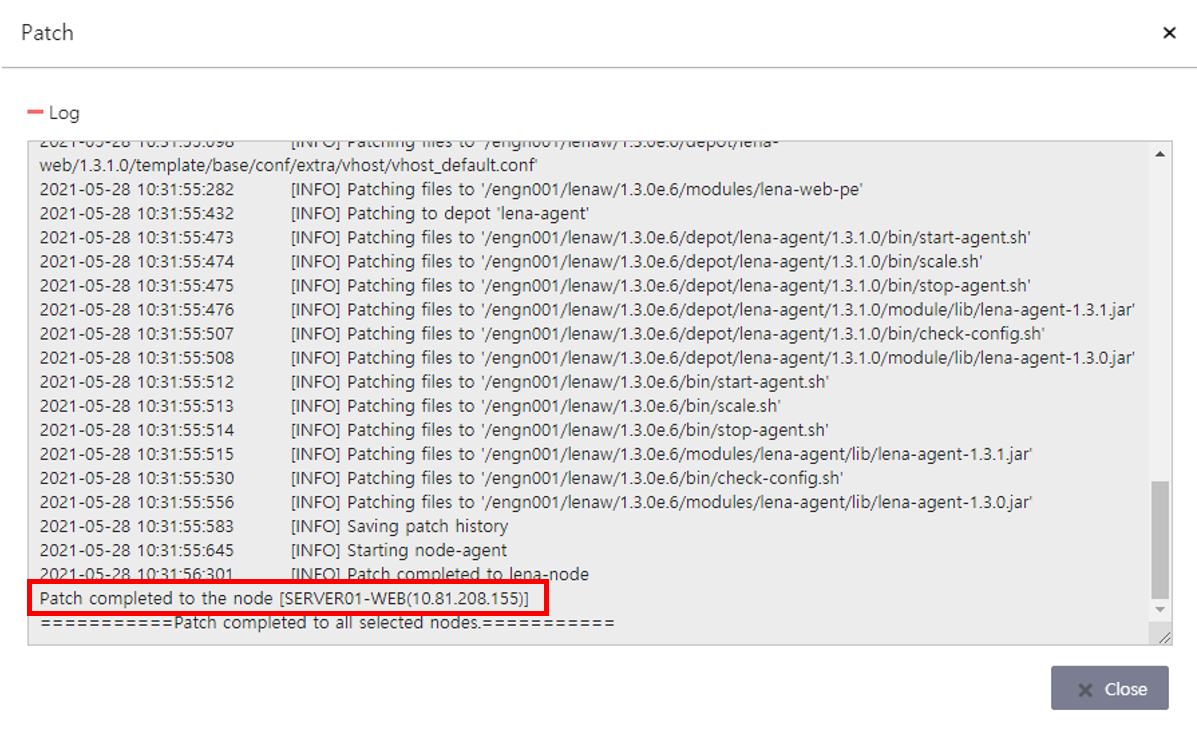 Patch
Log
2021-05-28 10:31:55:098 [INFO] Patching files to '/engn001/lenaw/1.3.0e.6/depot/lena-
web/1.3.1.0/template/base/conf/extra/vhost/vhost_default.conf'
2021-05-28 10:31:55:282 [INFO] Patching files to '/engn001/lenaw/1.3.0e.6/modules/lena-web-pe'
2021-05-28 10:31:55:432 [INFO] Patching to depot 'lena-agent'
2021-05-28 10:31:55:473 [INFO] Patching files to '/engn001/lenaw/1.3.0e.6/depot/lena-agent/1.3.1.0/bin/start-agent.sh'
2021-05-28 10:31:55:474 [INFO] Patching files to '/engn001/lenaw/1.3.0e.6/depot/lena-agent/1.3.1.0/bin/scale.sh'
2021-05-28 10:31:55:475 [INFO] Patching files to '/engn001/lenaw/1.3.0e.6/depot/lena-agent/1.3.1.0/bin/stop-agent.sh'
2021-05-28 10:31:55:476 [INFO] Patching files to '/engn001/lenaw/1.3.0e.6/depot/lena-agent/1.3.1.0/module/lib/lena-agent-1.3.1.jar'
2021-05-28 10:31:55:507 [INFO] Patching files to '/engn001/lenaw/1.3.0e.6/depot/lena-agent/1.3.1.0/bin/check-config.sh'
2021-05-28 10:31:55:508 [INFO] Patching files to '/engn001/lenaw/1.3.0e.6/depot/lena-agent/1.3.1.0/module/lib/lena-agent-1.3.0.jar'
2021-05-28 10:31:55:512 [INFO] Patching files to '/engn001/lenaw/1.3.0e.6/bin/start-agent.sh'
2021-05-28 10:31:55:513 [INFO] Patching files to '/engn001/lenaw/1.3.0e.6/bin/scale.sh'
2021-05-28 10:31:55:514 [INFO] Patching files to '/engn001/lenaw/1.3.0e.6/bin/stop-agent.sh'
2021-05-28 10:31:55:515 [INFO] Patching files to '/engn001/lenaw/1.3.0e.6/modules/lena-agent/lib/lena-agent-1.3.1.jar'
2021-05-28 10:31:55:530 [INFO] Patching files to '/engn001/lenaw/1.3.0e.6/bin/check-config.sh'
2021-05-28 10:31:55:556 [INFO] Patching files to '/engn001/lenaw/1.3.0e.6/modules/lena-agent/lib/lena-agent-1.3.0.jar'
2021-05-28 10:31:55:583 [INFO] Saving patch history
2021-05-28 10:31:55:645 [INFO] Starting node-agent
2021-05-28 10:31:56:301 [INFO] Patch completed to lena-node
Patch completed to the node [SERVER01-WEB(10.81.208.155)]
===========Patch completed to all selected nodes.===========
Close